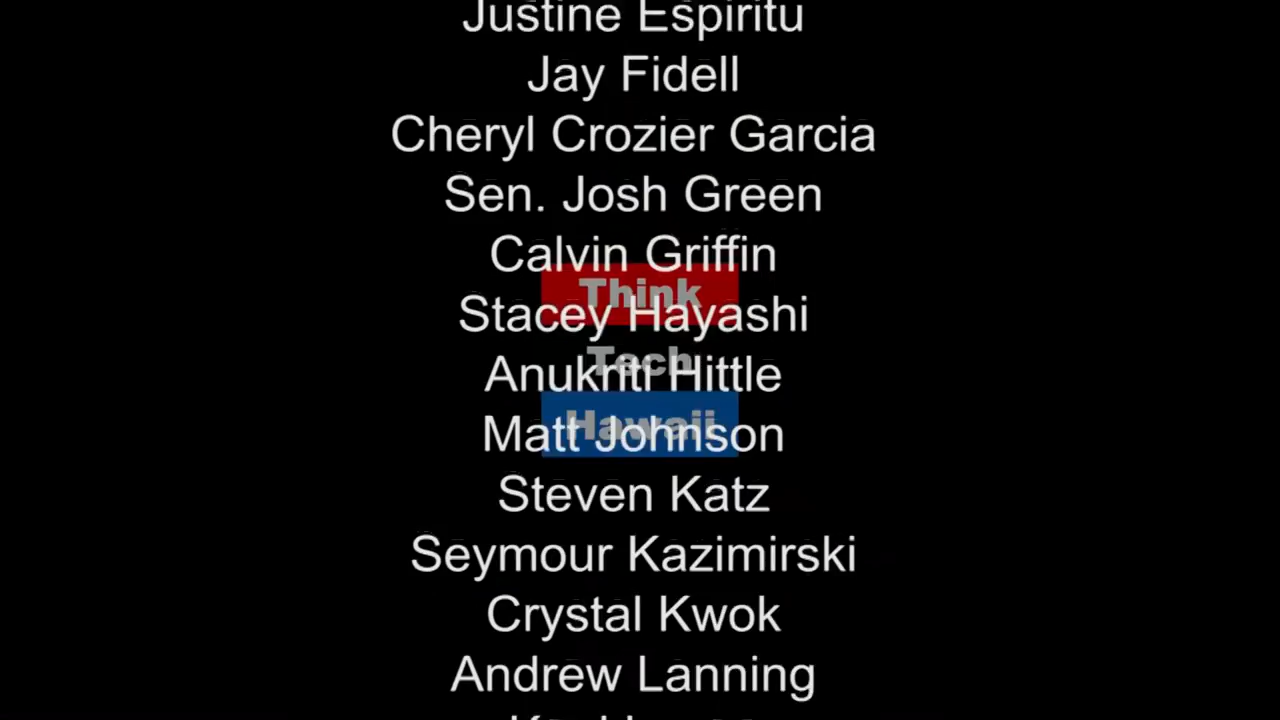 Justine Espiritu
Jay Fidell
Cheryl Crozier Garcia
Sen. Josh Green
Calvin Griffin
Think
Stacey Hayashi
Tech
Anukriti Hittle
Hawaii
Matt Johnson
Steven Katz
Seymour Kazimirski
Crystal Kwok
Andrew Lanning